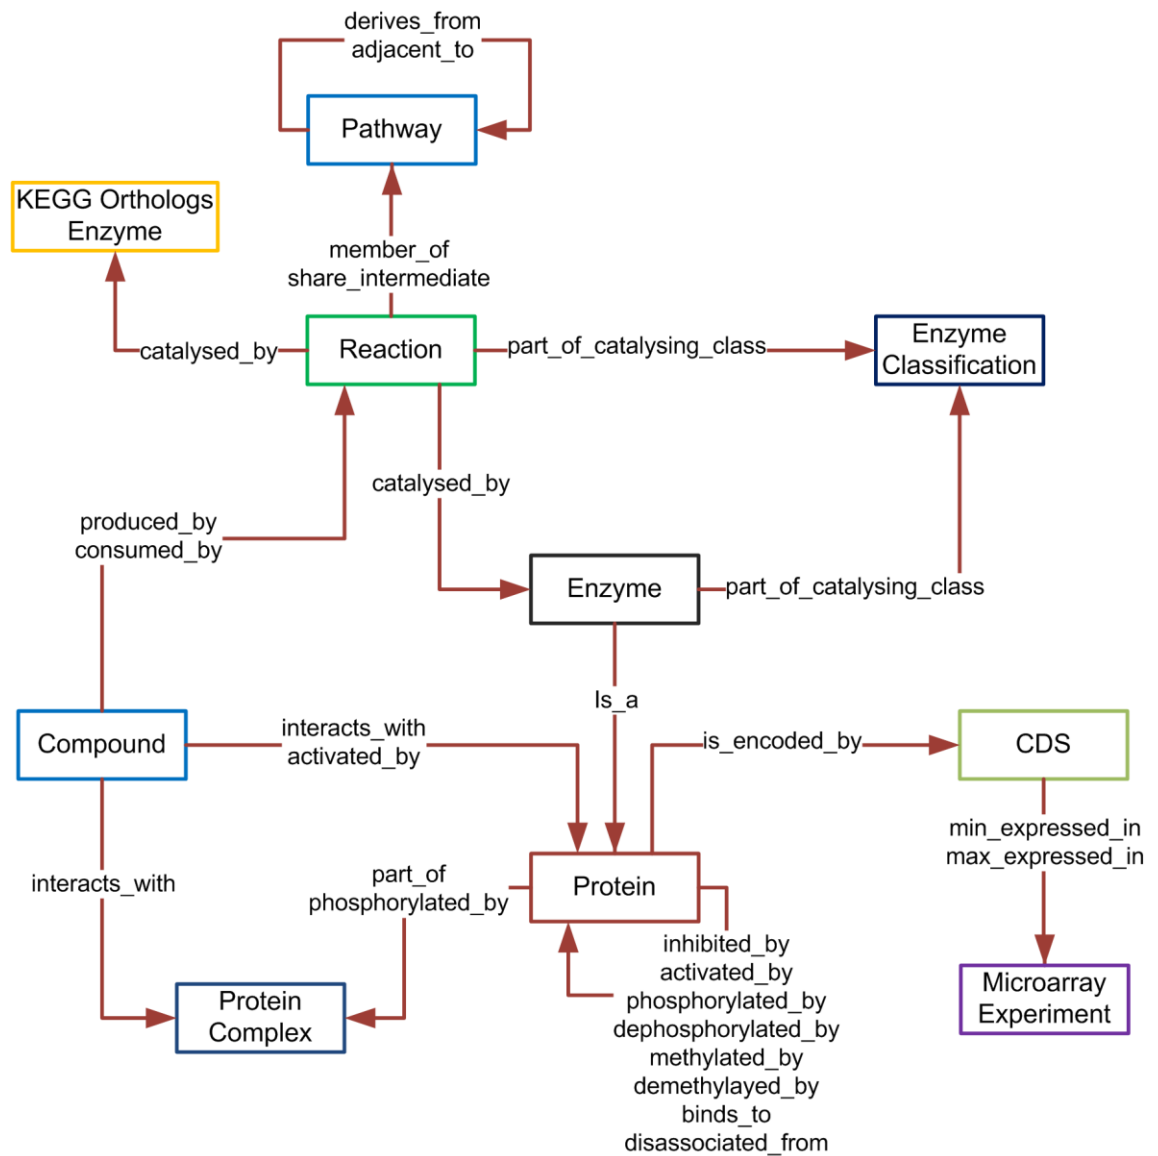 derives_from
adjacent_to
Pathway
KEGG Orthologs
Enzyme
member_of
share_intermediate
catalysed_by
Reaction
part_of_catalysing_class
Enzyme
Classification
catalysed_by
produced_by
consumed_by
Enzyme
part_of_catalysing_class
Is_a
Compound
interacts_with
activated_by
is_encoded_by
CDS
min_expressed_in
max_expressed_in
interacts_with
part_of
phosphorylated_by
Protein
inhibited_by
activated_by
phosphorylated_by
dephosphorylated_by
methylated_by
demethylayed_by
binds_to
disassociated_from
Protein
Complex
Microarray
Experiment